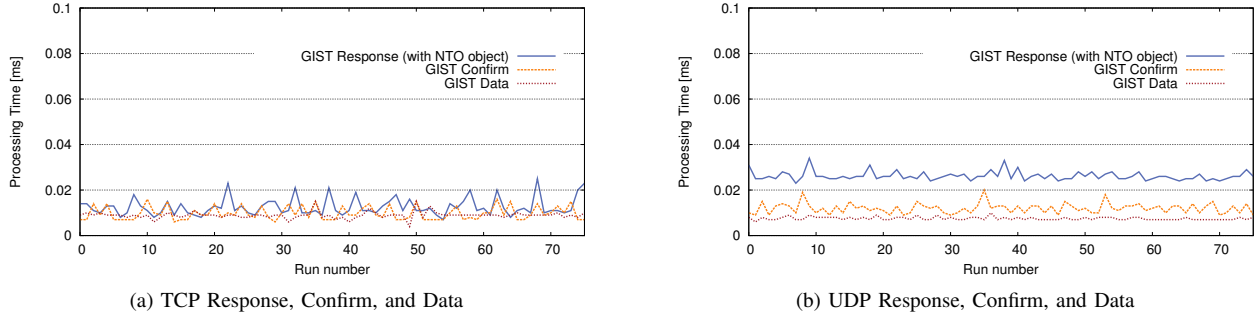 0.1
0.08
0.06
0.04
0.02
0
Processing Time [ms]
GIST Response (with NTO object)
GIST Confirm
GIST Data
0 10 20 30 40 50 60 70
Run number
(a) TCP Response, Confirm, and Data
0.1
0.08
0.06
0.04
0.02
0
Processing Time [ms]
GIST Response (with NTO object)
GIST Confirm
GIST Data
0 10 20 30 40 50 60 70
Run number
(b) UDP Response, Confirm, and Data